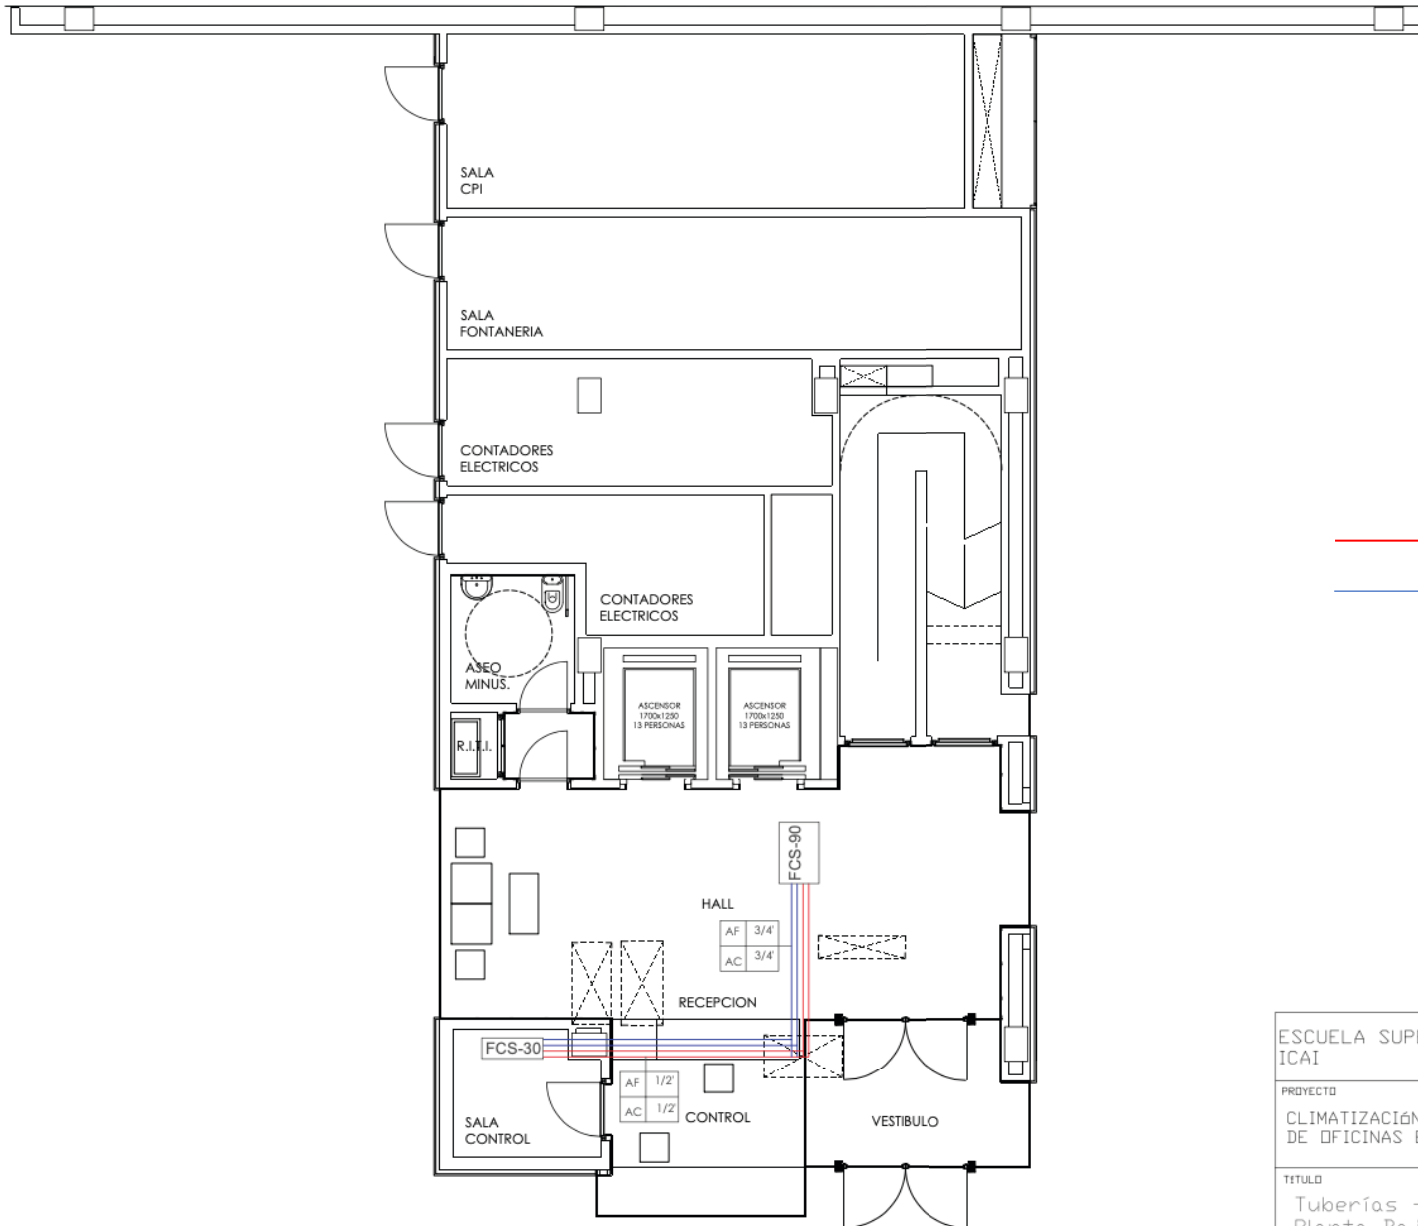 SALA
CPI
SALA
FONTANERIA
CONTADORES
ELECTRICOS
CONTADORES
ELECTRICOS
ASEO
MINUS.
R.I.T.I.
ASCENSOR
1700x1250
13 PERSONAS
ASCENSOR
1700x1250
13 PERSONAS
FCS-90
HALL
AF 3/4'
AC 3/4'
RECEPCION
FCS-30
AF 1/2'
AC 1/2'
CONTROL
SALA
CONTROL
VESTIBULO
ESCUELA SUP
ICAI
PROYECTO
CLIMATIZACIÓN
DE OFICINAS
TÍTULO
Tuberías -
Planta